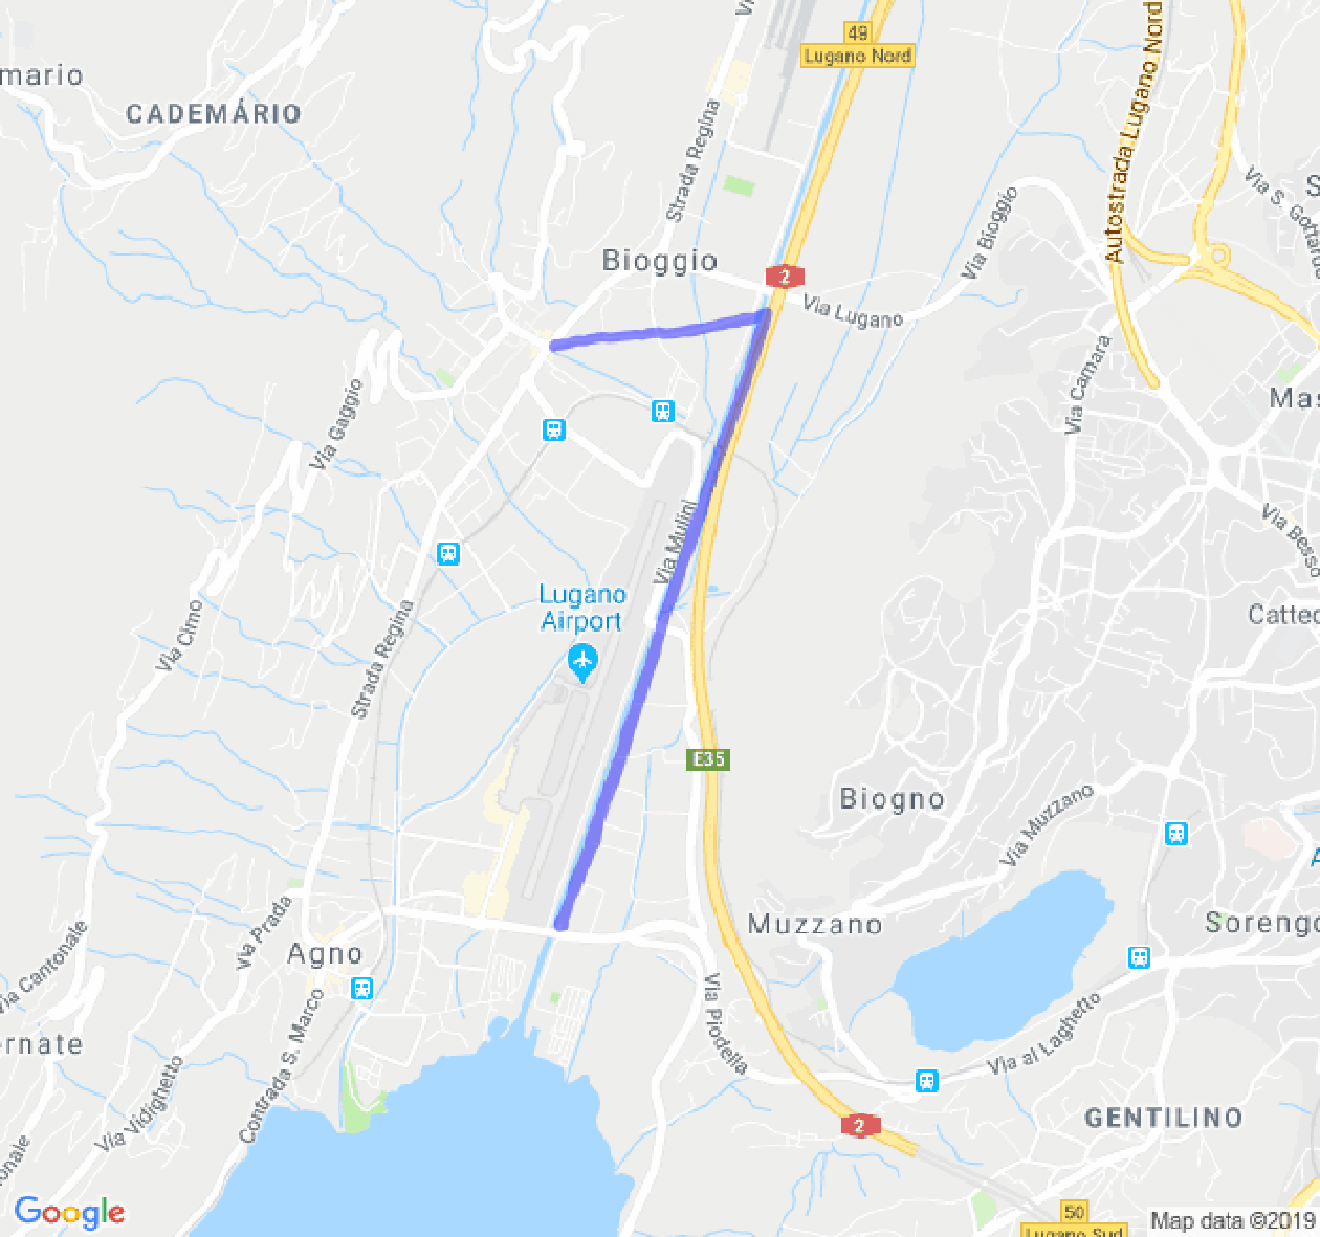 49
Lugano Nord
mario
CADEMÁRIO
Strada Regina
Autostrada Lugano Nord
Via S. Gottardo
Via Bioggio
Bioggio
2
Via Lugano
Via Camara
Via Gaggio
Via Mulini
Via Besso
Lugano
Airport
Via Cimo
Strada Regina
Catted
E35
Biogno
Via Muzzano
Muzzano
Sorengo
Via Prada
Agno
Via Cantonale
Via Piodella
Via al Laghetto
Contrada S. Marco
Via Vidighetto
rnate
2
GENTILINO
onale
50
Lugano Sud
Google
Map data ©2019